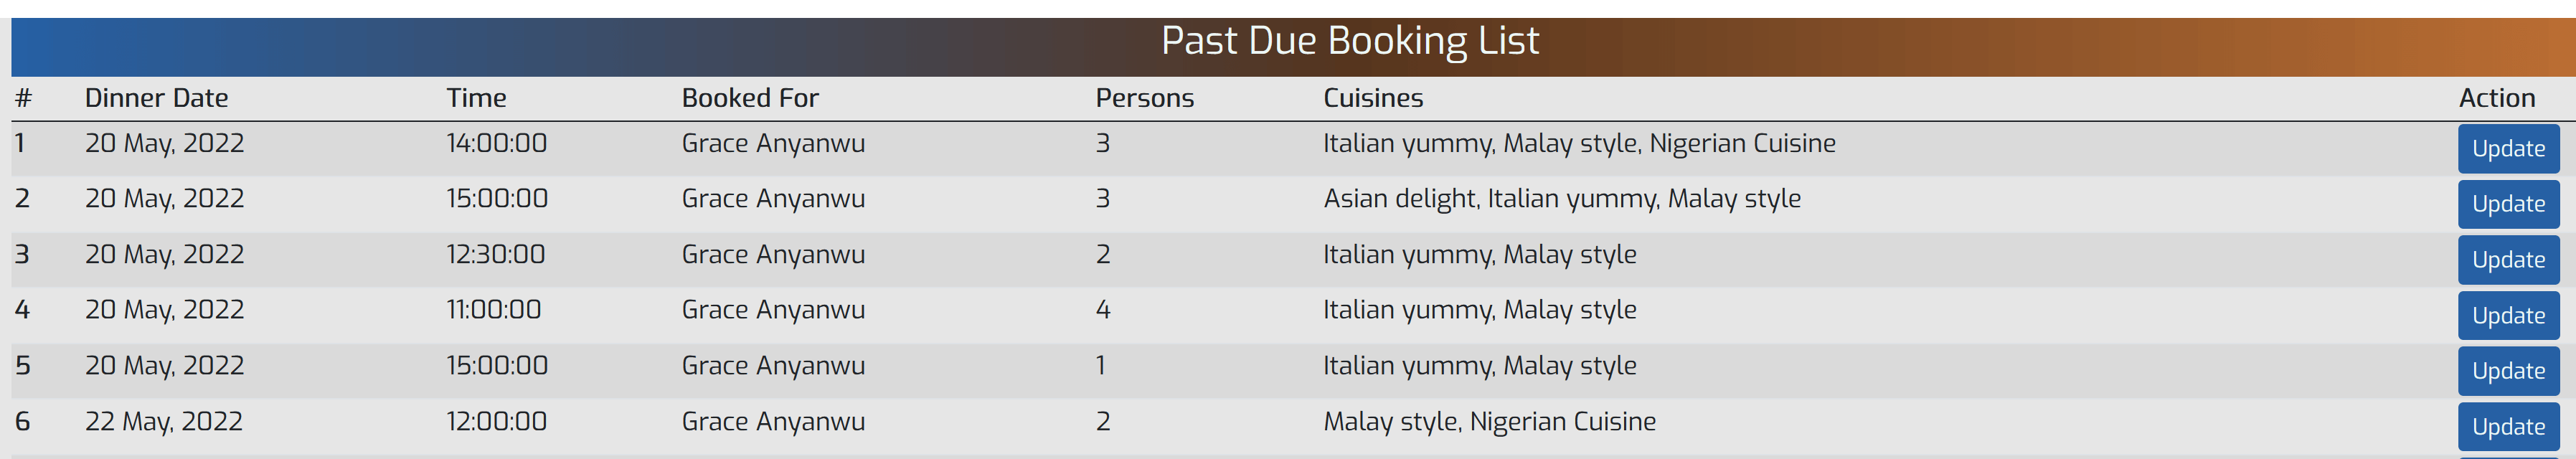 Past Due Booking List
# Dinner Date Time Booked For Persons Cuisines Action
1 20 May, 2022 14:00:00 Grace Anyanwu 3 Italian yummy, Malay style, Nigerian Cuisine Update
2 20 May, 2022 15:00:00 Grace Anyanwu 3 Asian delight, Italian yummy, Malay style Update
3 20 May, 2022 12:30:00 Grace Anyanwu 2 Italian yummy, Malay style Update
4 20 May, 2022 11:00:00 Grace Anyanwu 4 Italian yummy, Malay style Update
5 20 May, 2022 15:00:00 Grace Anyanwu 1 Italian yummy, Malay style Update
6 22 May, 2022 12:00:00 Grace Anyanwu 2 Malay style, Nigerian Cuisine Update